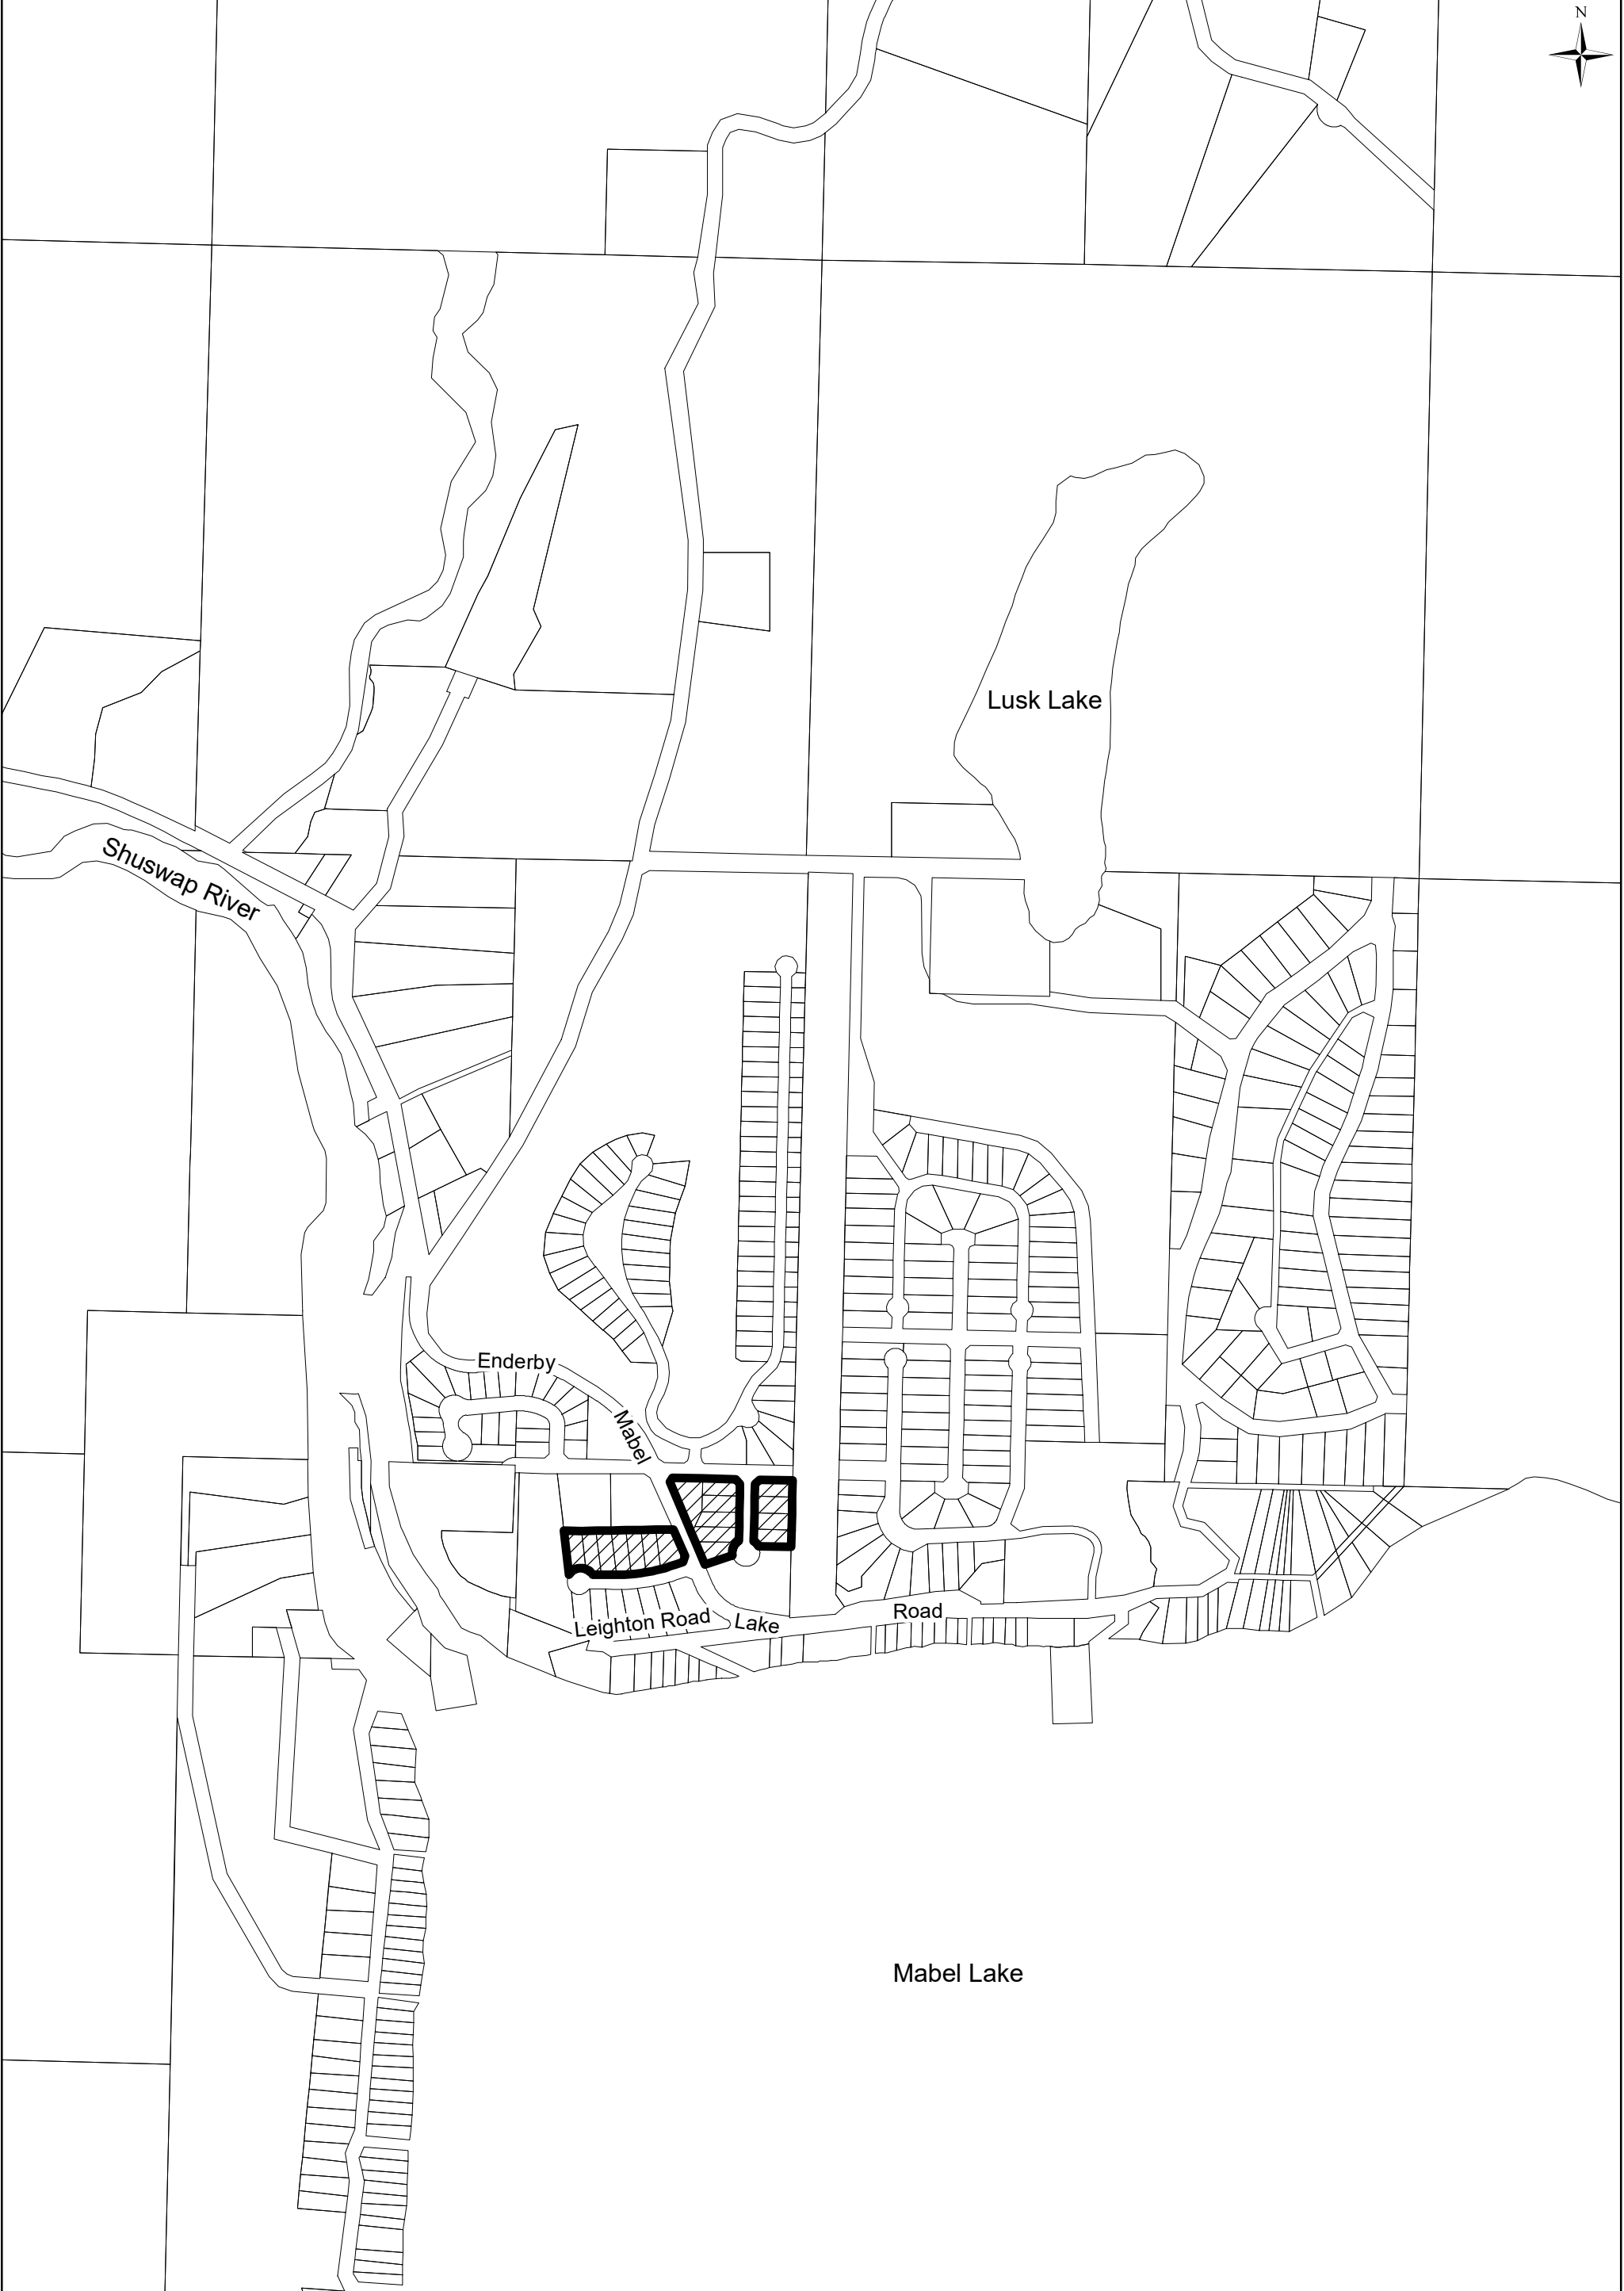 N
Lusk Lake
Shuswap River
Enderby
Mabel
Leighton Road
Lake
Road
Mabel Lake